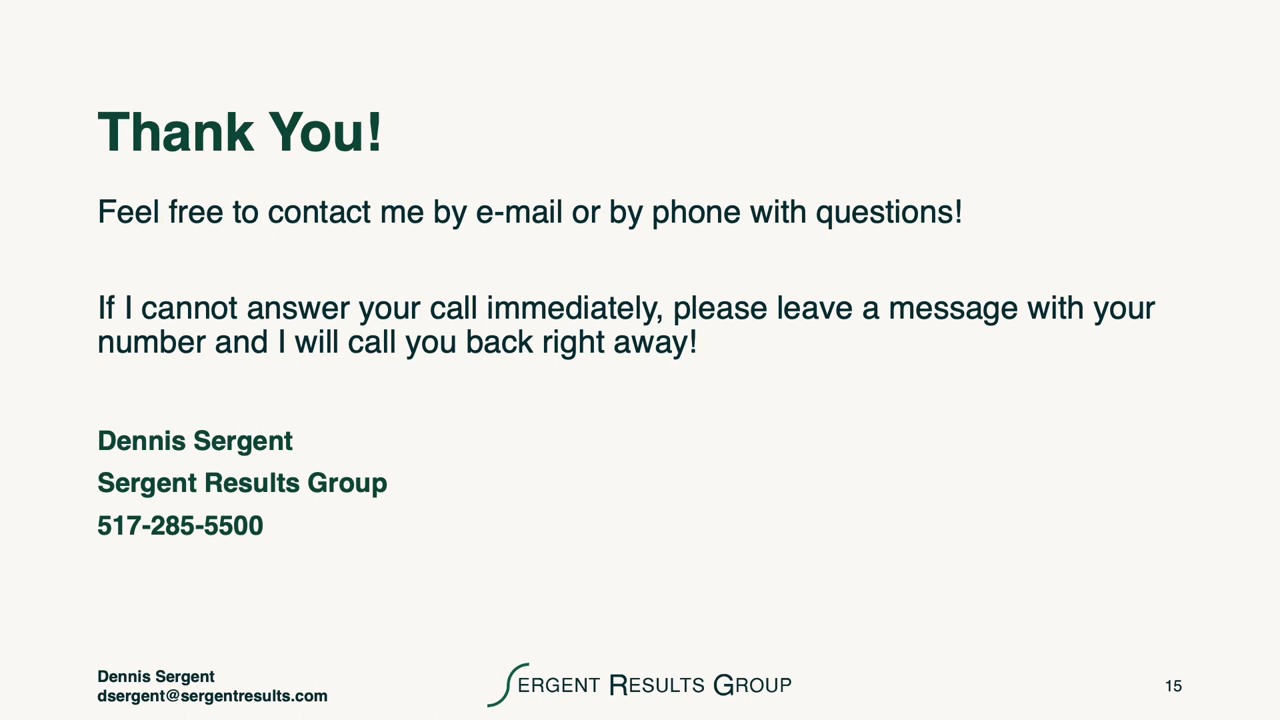 Thank You!
Feel free to contact me by e-mail or by phone with questions!
If I cannot answer your call immediately, please leave a message with your
number and I will call you back right away!
Dennis Sergent
Sergent Results Group
517-285-5500
Dennis Sergent
dsergent@sergentresults.com
SERGENT RESULTS GROUP
15